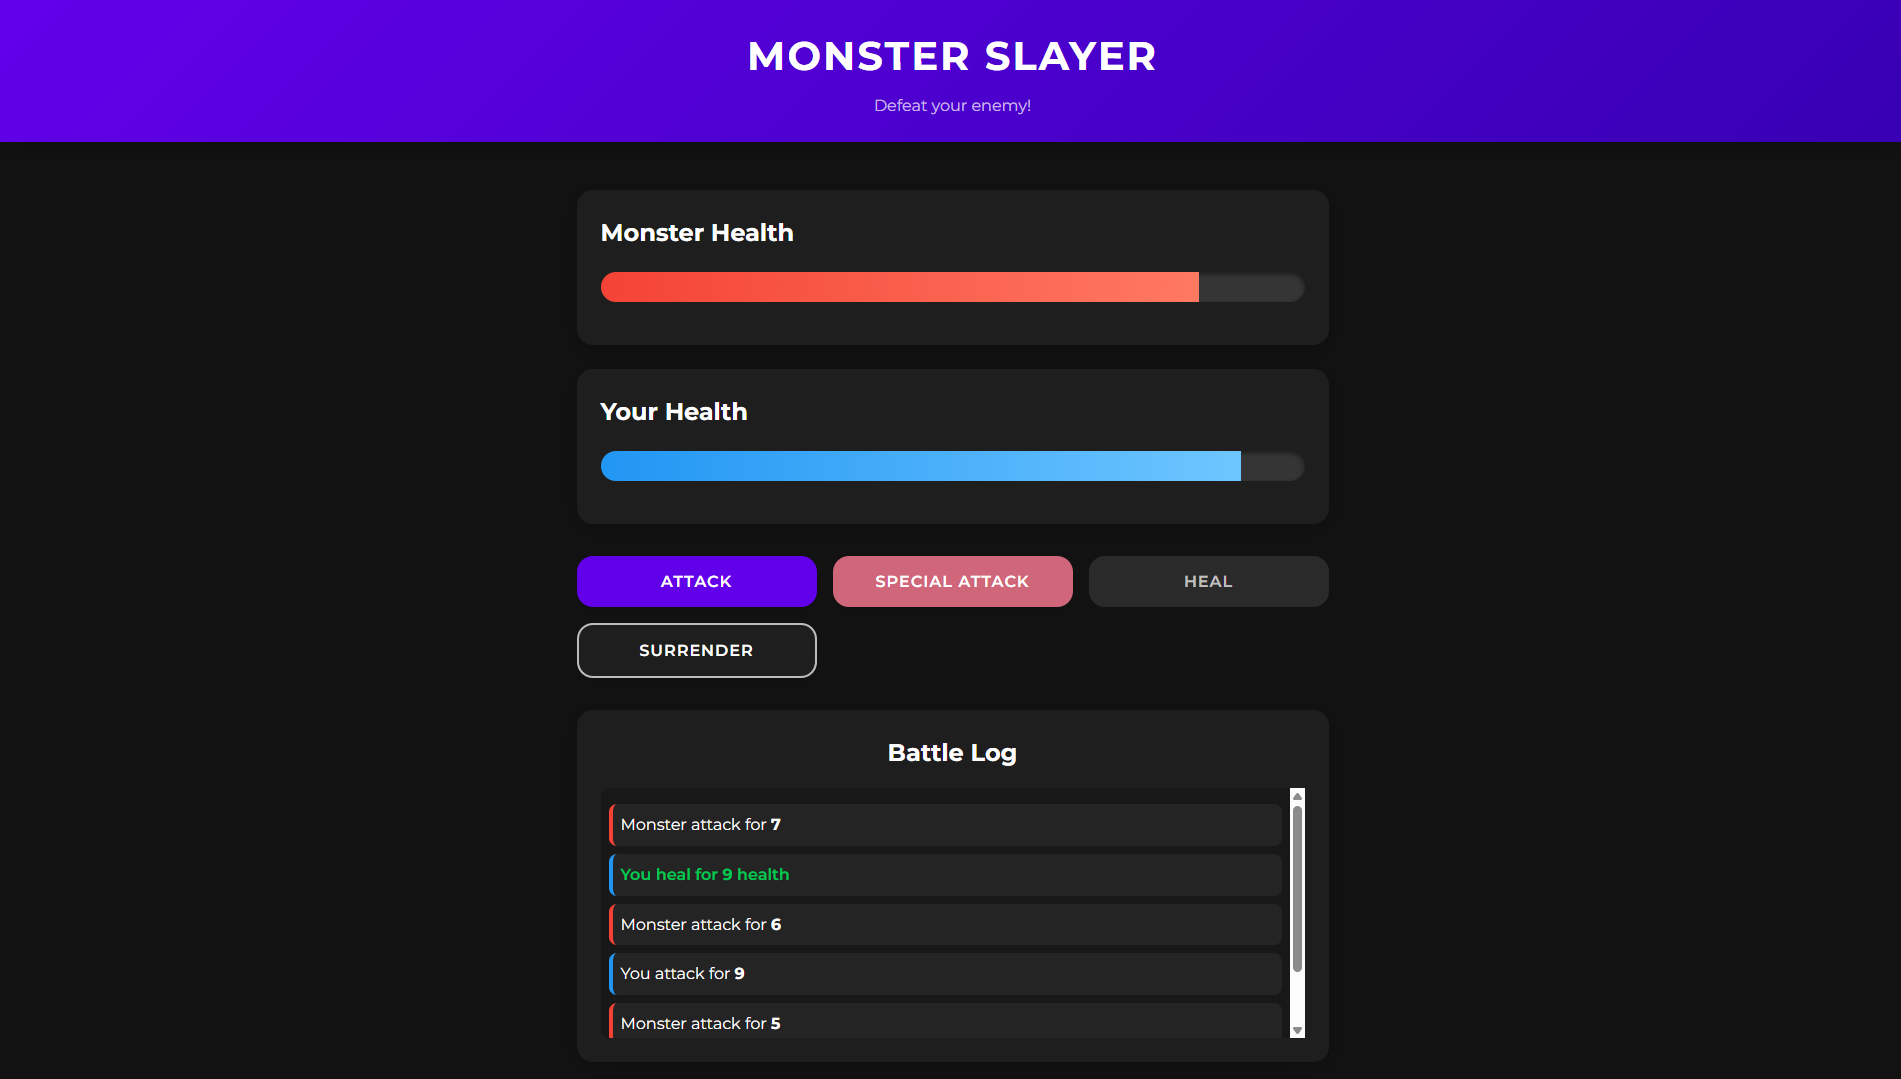 MONSTER SLAYER
Defeat your enemy!
Monster Health
Your Health
ATTACK
SPECIAL ATTACK
HEAL
SURRENDER
Battle Log
Monster attack for 7
You heal for 9 health
Monster attack for 6
You attack for 9
Monster attack for 5